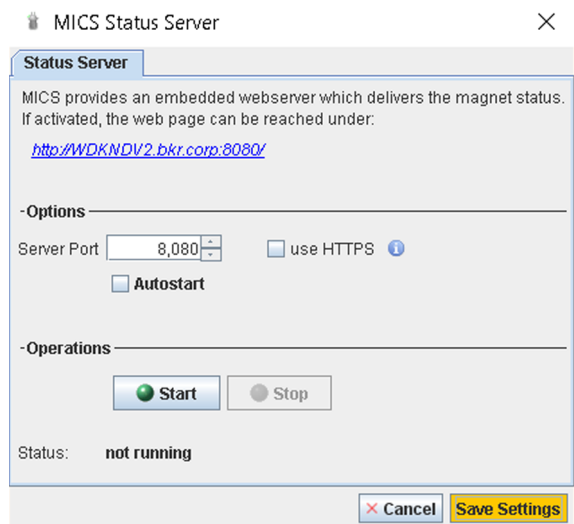 MICS Status Server
Status Server
MICS provides an embedded webserver which delivers the magnet status.
If activated, the web page can be reached under:
http://WDKNDV2.bkr.corp:8080/
Options
Server Port 8,080 use HTTPS
Autostart
Operations
Start Stop
Status: not running
Cancel Save Settings